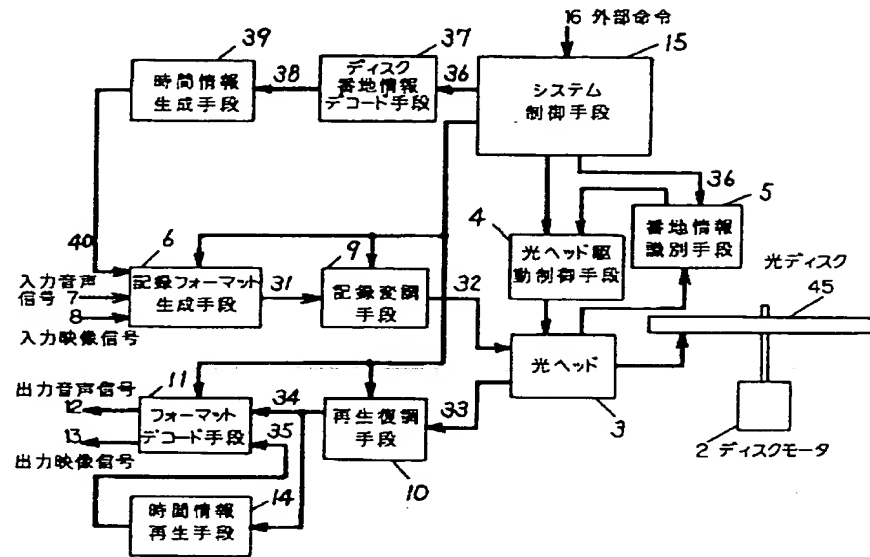 16 外部命令
39
37
15
時間情報
生成手段
38
ディスク
番地情報
デコード手段
36
システム
制御手段
36
5
4
番地情報
識別手段
40
6
9
光ヘッド駆
動制御手段
光ディスク
45
入力音声
信号 7
8
入力映像信号
記録フォーマット
生成手段
31
記録変調
手段
32
光ヘッド
3
出力音声信号
12
13
出力映像信号
11
フォーマット
デコード手段
34
35
再生復調
手段
33
10
2 ディスクモータ
14
時間情報
再生手段